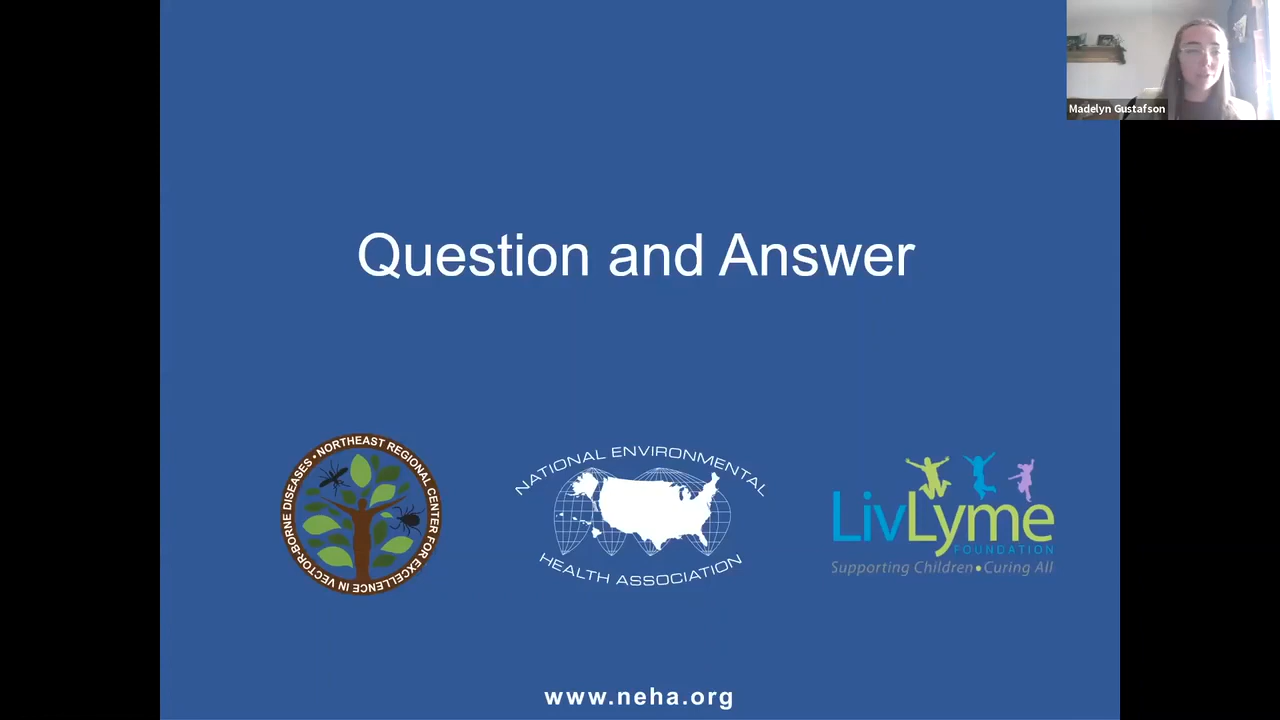 Madelyn Gustafson
Question and Answer
NORTHEAST REGIONAL CENTER FOR EXCELLENCE IN VECTOR-BORNE DISEASES •
NATIONAL ENVIRONMENTAL
HEALTH ASSOCIATION
LivLyme
FOUNDATION
Supporting Children•Curing All
www.neha.org